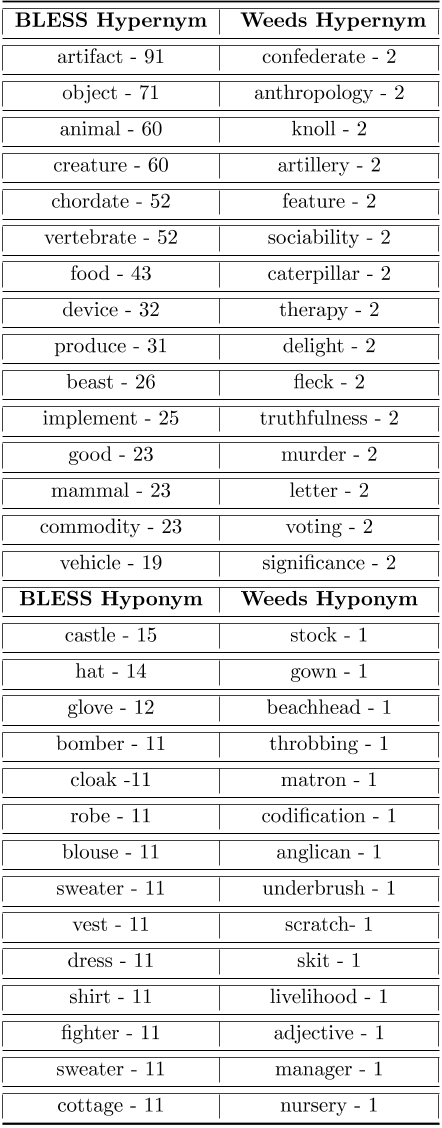 BLESS Hypernym Weeds Hypernym
artifact - 91 confederate - 2
object - 71 anthropology - 2
animal - 60 knoll - 2
creature - 60 artillery - 2
chordate - 52 feature - 2
vertebrate - 52 sociability - 2
food - 43 caterpillar - 2
device - 32 therapy - 2
produce - 31 delight - 2
beast - 26 fleck - 2
implement - 25 truthfulness - 2
good - 23 murder - 2
mammal - 23 letter - 2
commodity - 23 voting - 2
vehicle - 19 significance - 2
BLESS Hyponym Weeds Hyponym
castle - 15 stock - 1
hat - 14 gown - 1
glove - 12 beachhead - 1
bomber - 11 throbbing - 1
cloak -11 matron - 1
robe - 11 codification - 1
blouse - 11 anglican - 1
sweater - 11 underbrush - 1
vest - 11 scratch- 1
dress - 11 skit - 1
shirt - 11 livelihood - 1
fighter - 11 adjective - 1
sweater - 11 manager - 1
cottage - 11 nursery - 1